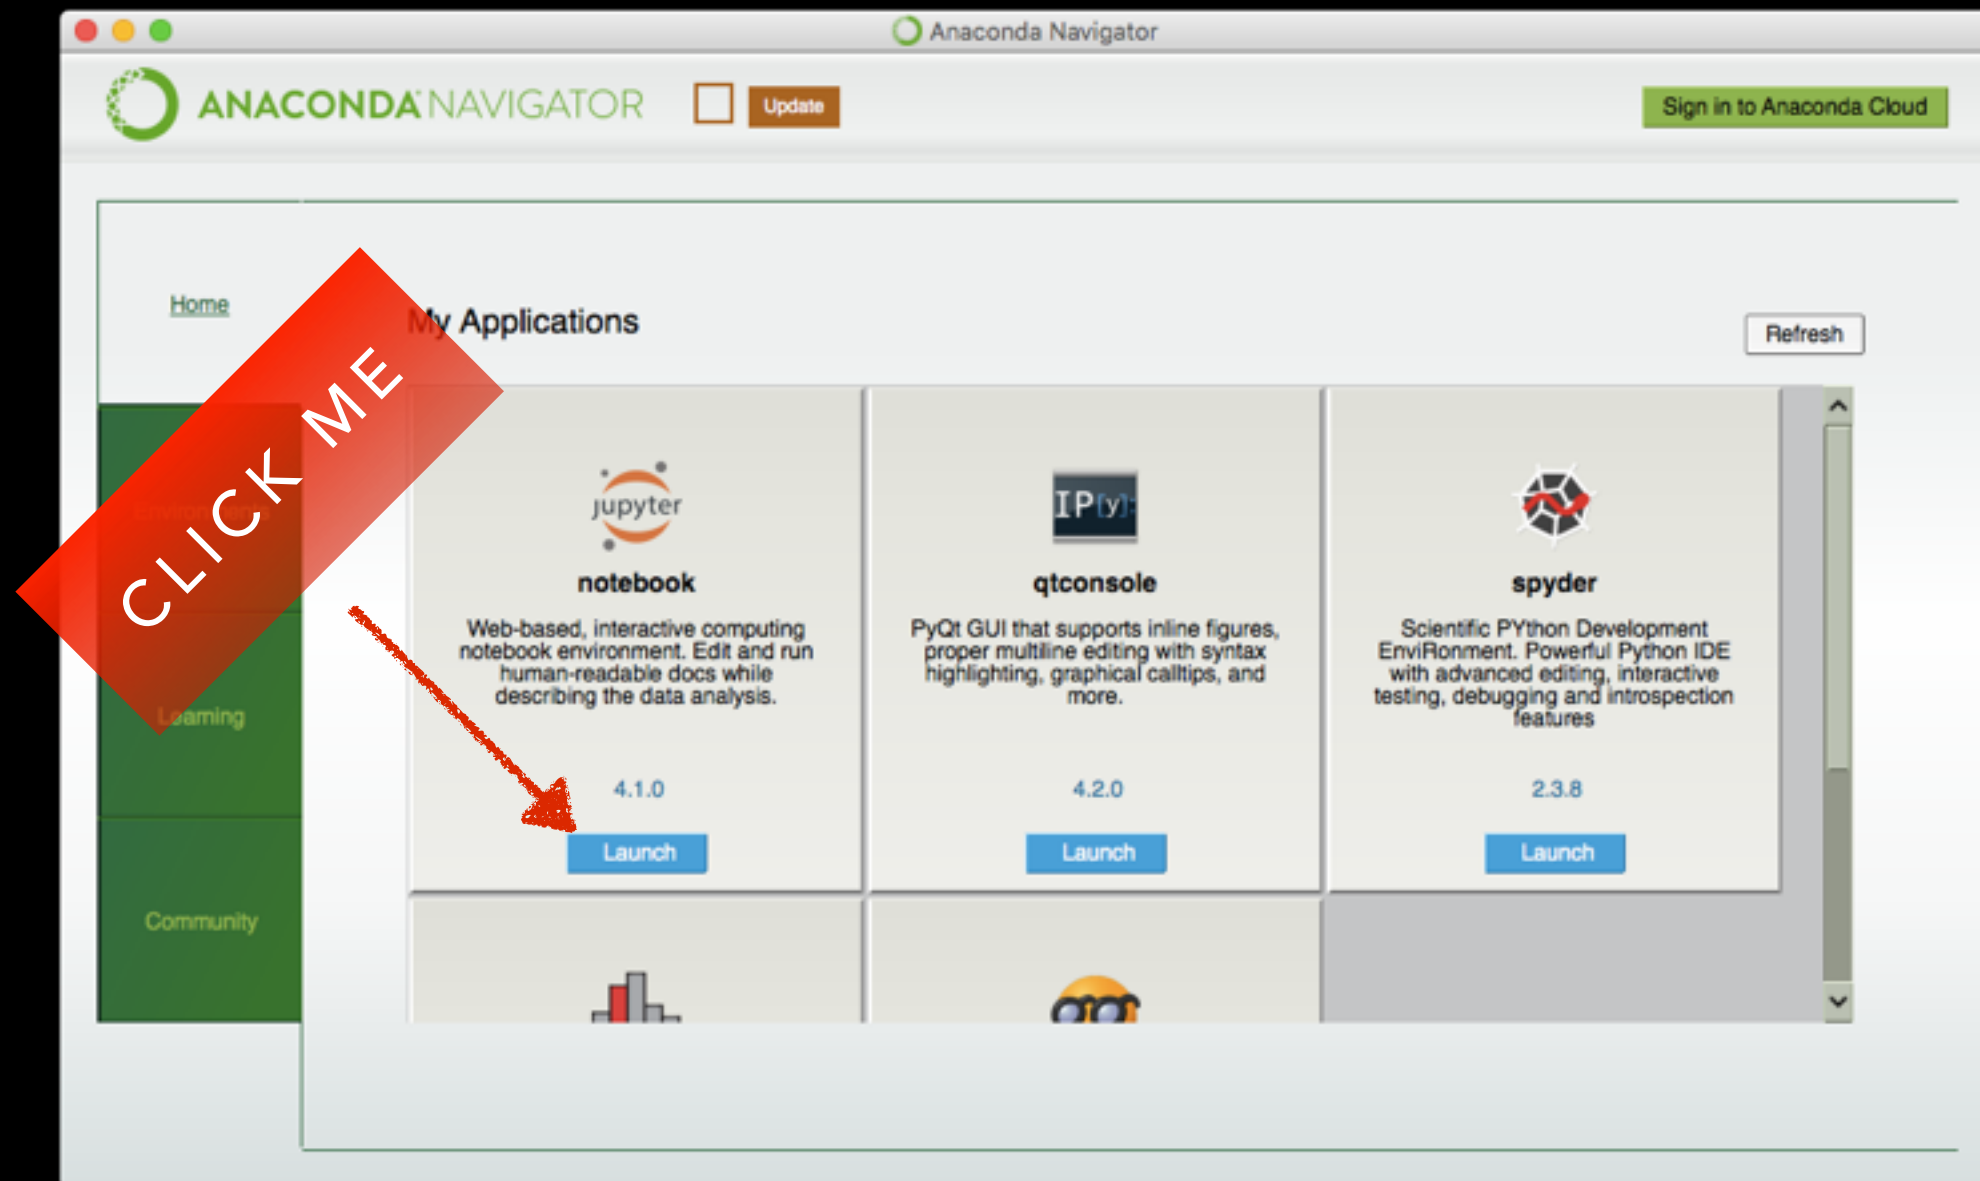 Anaconda Navigator
ANACONDA NAVIGATOR
Update
Sign in to Anaconda Cloud
Home
My Applications
Refresh
CLICK ME
Environments
Learning
Community
jupyter
notebook
Web-based, interactive computing
notebook environment. Edit and run
human-readable docs while
describing the data analysis.
4.1.0
Launch
IP[y]:
qtconsole
PyQt GUI that supports inline figures,
proper multiline editing with syntax
highlighting, graphical calltips, and
more.
4.2.0
Launch
spyder
Scientific PYthon Development
EnviRonment. Powerful Python IDE
with advanced editing, interactive
testing, debugging and introspection
features
2.3.8
Launch